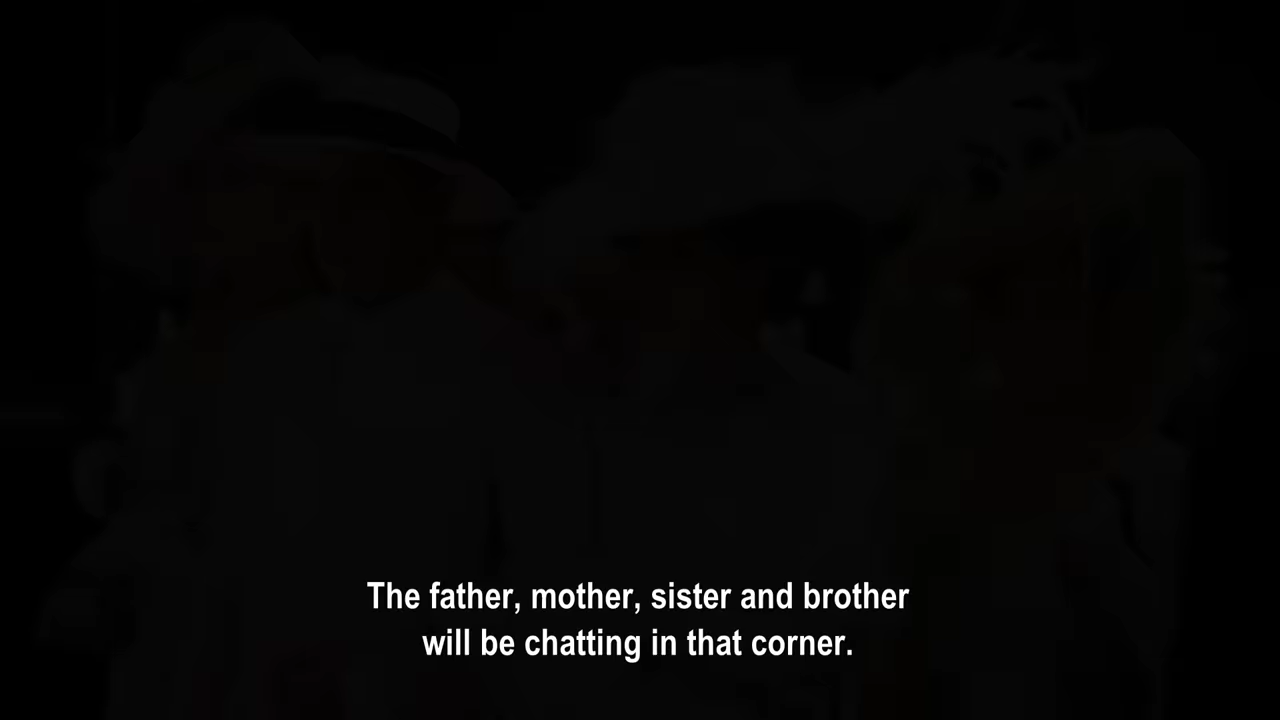 The father, mother, sister and brother
will be chatting in that corner.